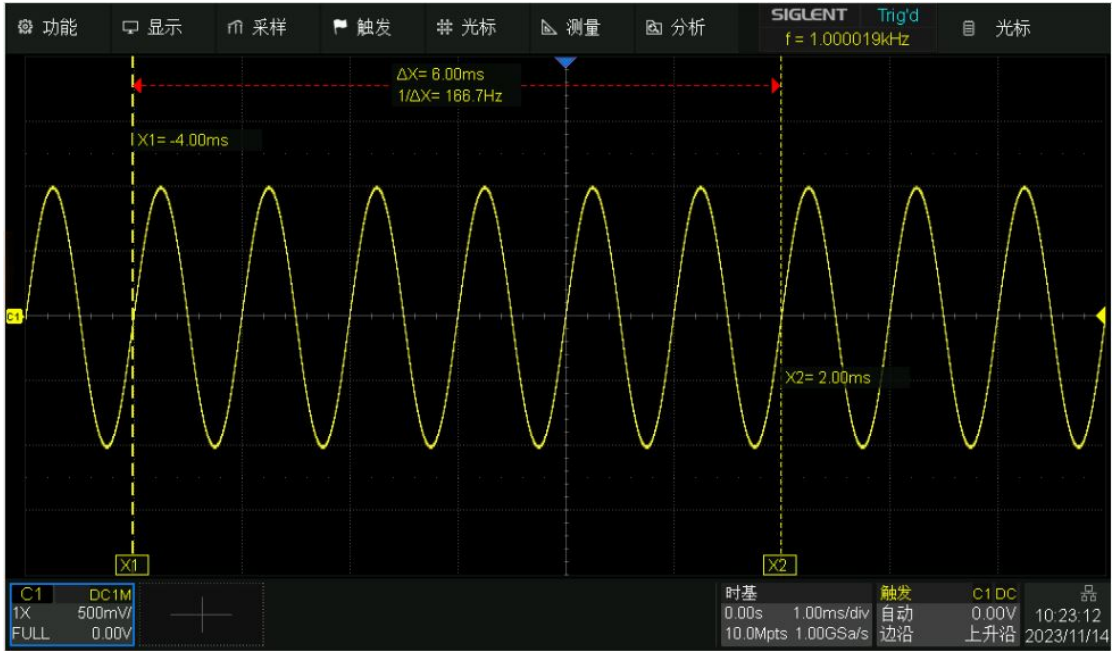 功能 显示 采样 触发 光标 测量 分析 SIGLENT Trig'd 光标
f = 1.000019kHz
ΔX= 6.00ms
1/ΔX= 166.7Hz
X1= -4.00ms
C1
X2= 2.00ms
X1 X2
C1 DC1M 时基 触发 C1 DC
1X 500mV/ 0.00s 1.00ms/div 自动 0.00V 10:23:12
FULL 0.00V 10.0Mpts 1.00GSa/s 边沿 上升沿 2023/11/14